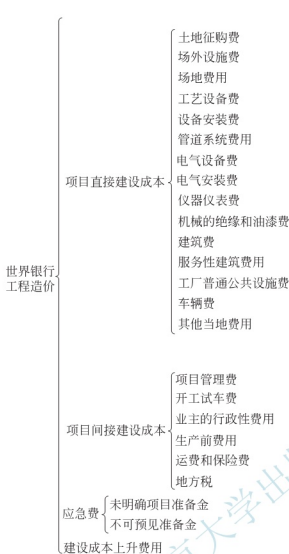 土地征购费
场外设施费
场地费用
工艺设备费
设备安装费
管道系统费用
电气设备费
项目直接建设成本
电气安装费
仪器仪表费
机械的绝缘和油漆费
建筑费
服务性建筑费用
工厂普通公共设施费
车辆费
其他当地费用
世界银行
工程造价
项目管理费
开工试车费
业主的行政性费用
项目间接建设成本
生产前费用
运费和保险费
地方税
应急费
未明确项目准备金
不可预见准备金
建设成本上升费用
大学出